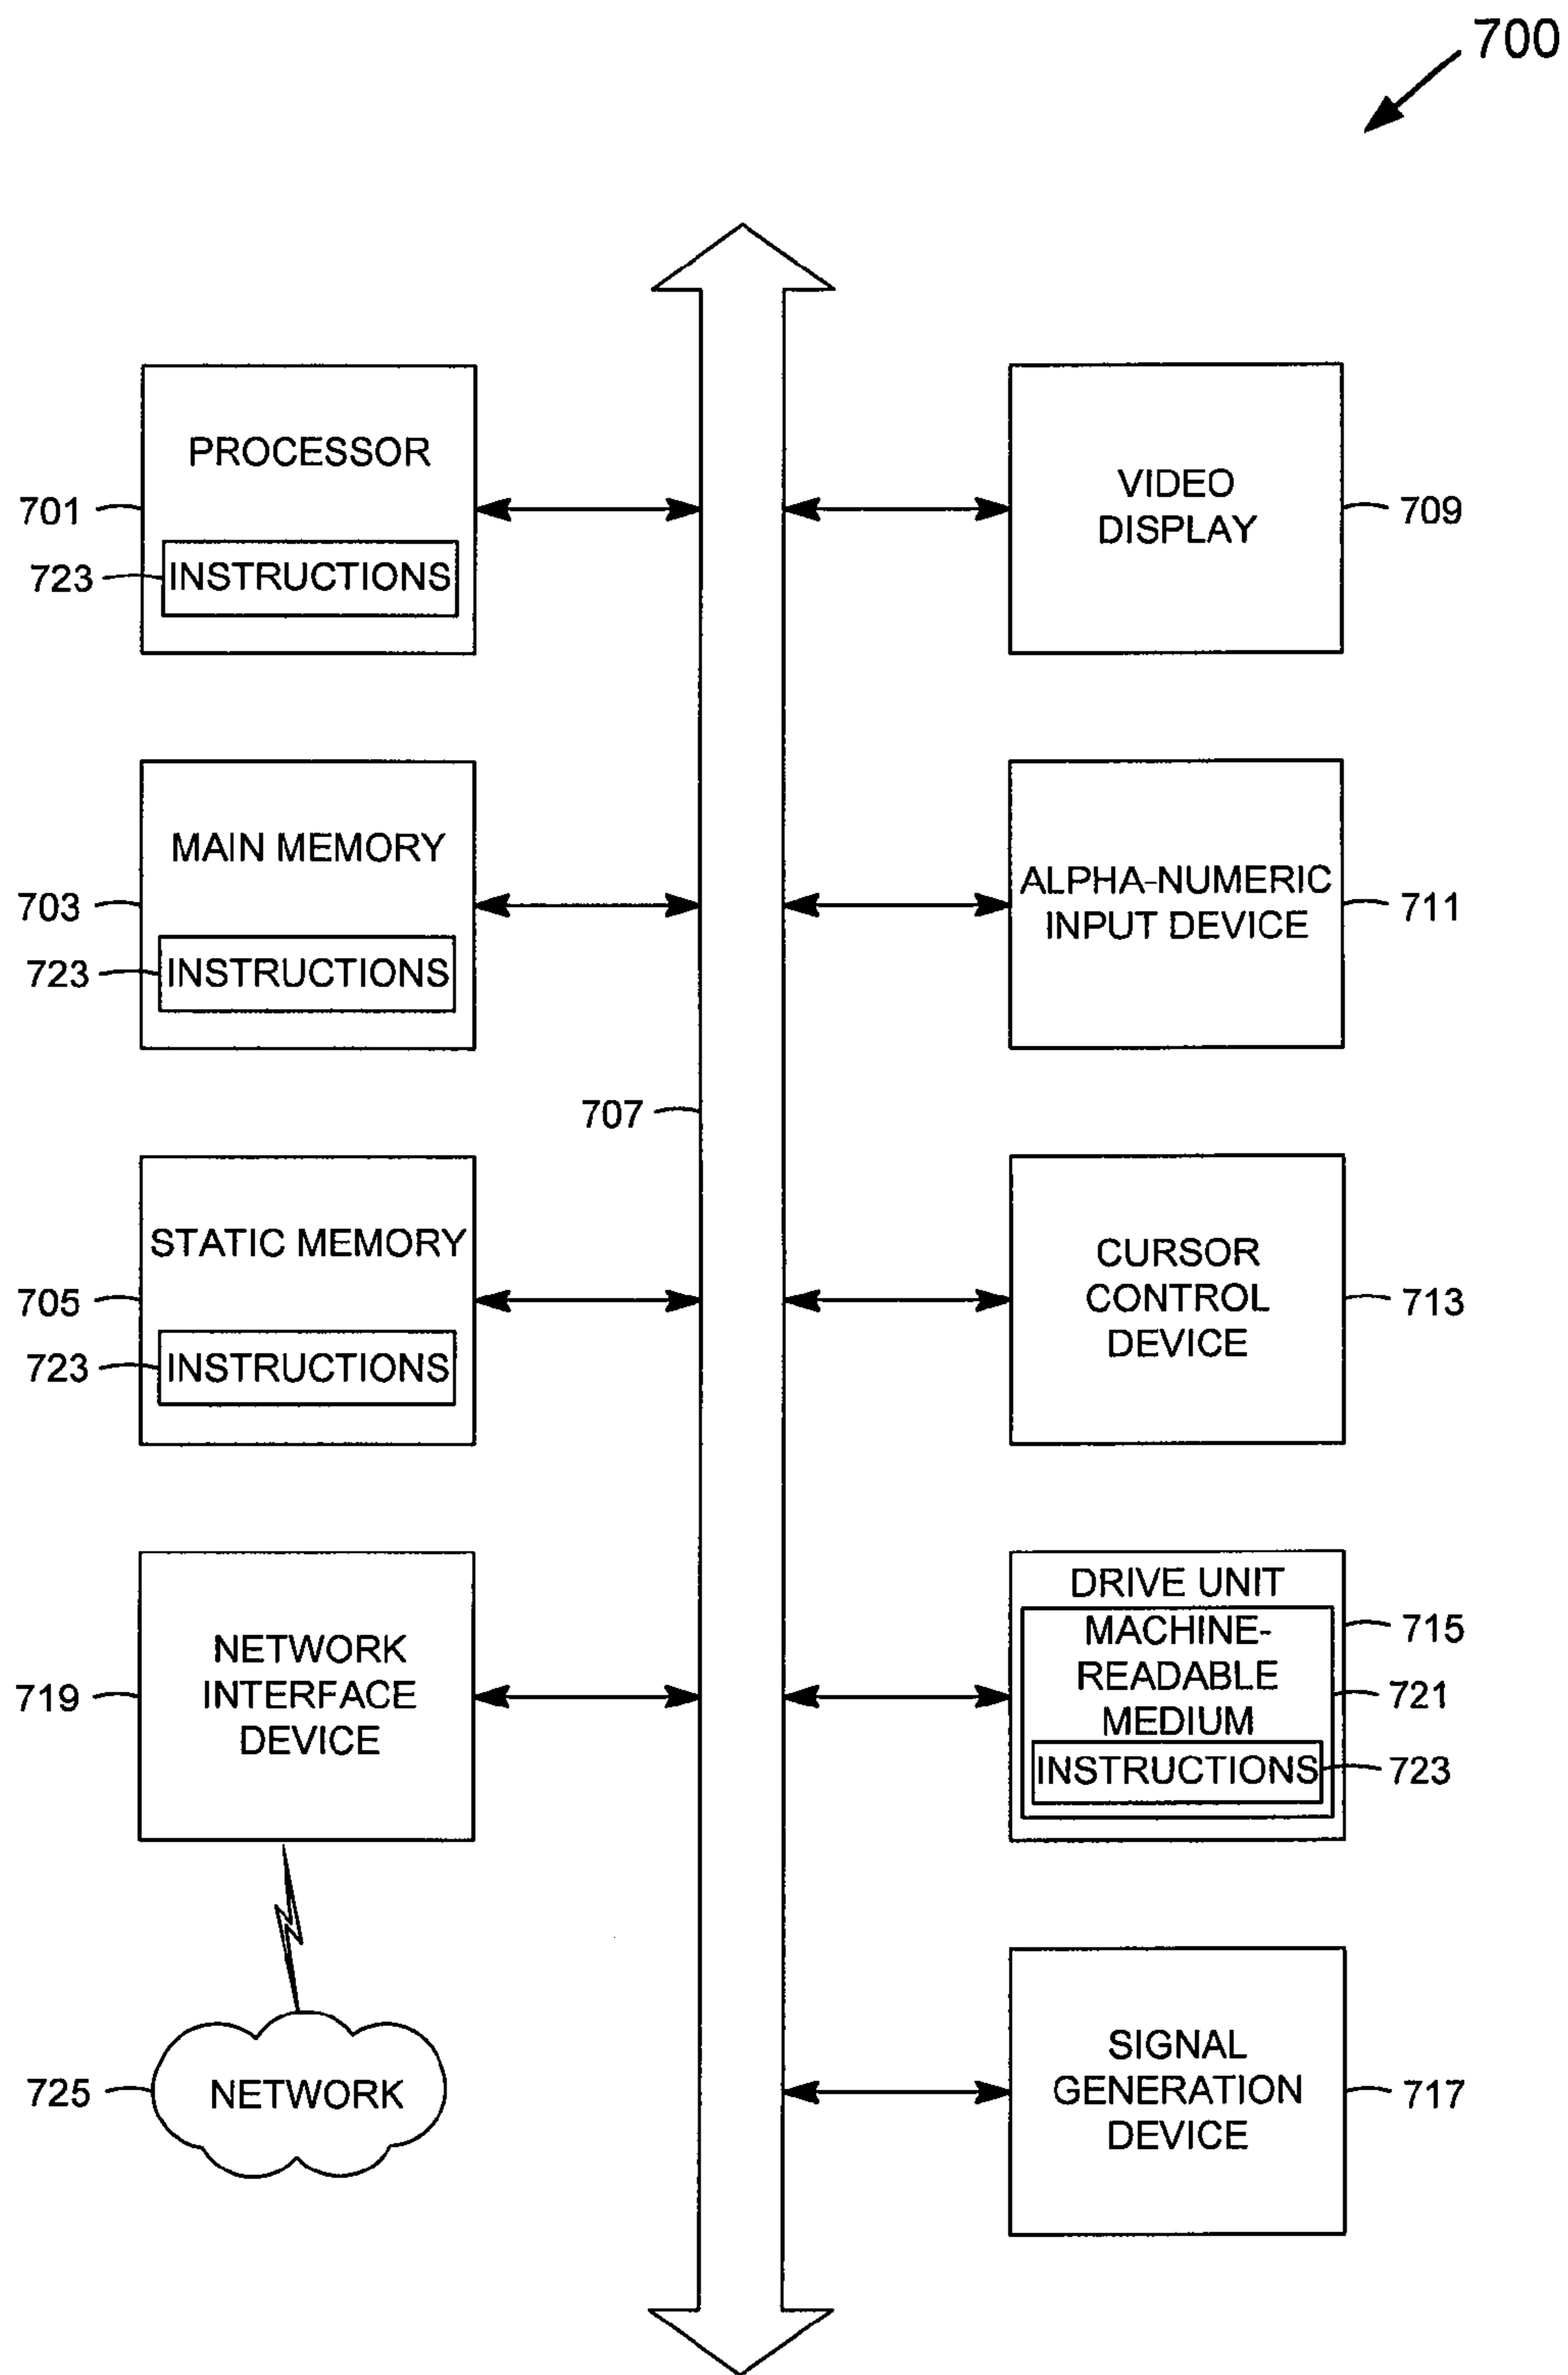 700
PROCESSOR
701
723
INSTRUCTIONS
VIDEO
DISPLAY
709
MAIN MEMORY
703
723
INSTRUCTIONS
ALPHA-NUMERIC
INPUT DEVICE
711
707
STATIC MEMORY
705
723
INSTRUCTIONS
CURSOR
CONTROL
DEVICE
713
NETWORK
INTERFACE
DEVICE
719
DRIVE UNIT
MACHINE-
READABLE
MEDIUM
INSTRUCTIONS
715
721
723
725
NETWORK
SIGNAL
GENERATION
DEVICE
717